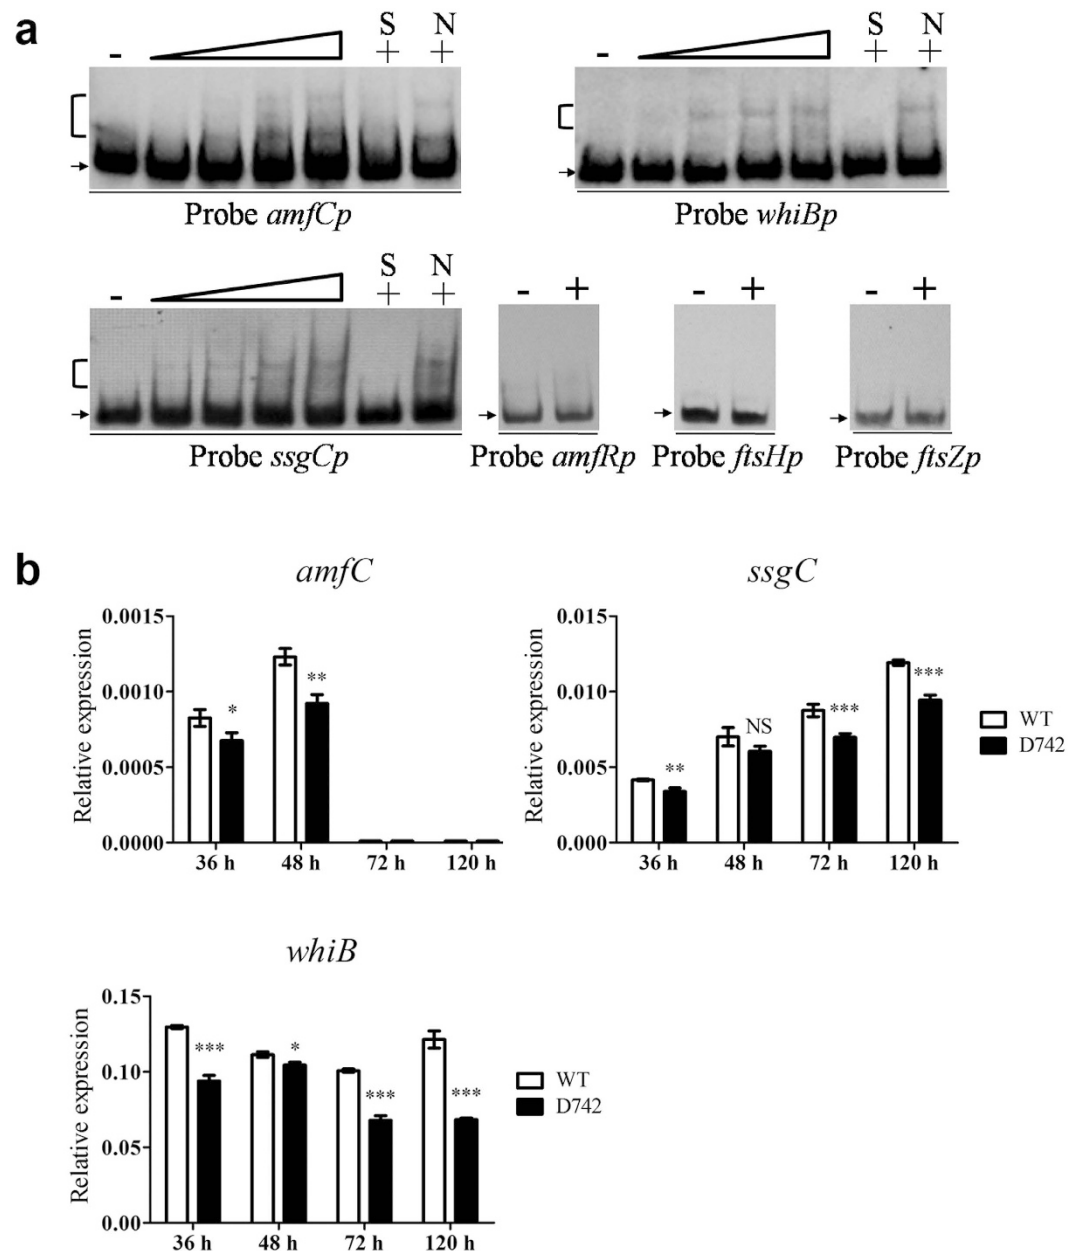 a
- S N - S N
+ + + +
Probe amfCp Probe whiBp
S N
- + + - + - + - +
Probe ssgCp Probe amfRp Probe ftsHp Probe ftsZp
b
amfC
Relative expression
0.0015
0.0010
0.0005
0.0000
*
**
36 h 48 h 72 h 120 h
ssgC
Relative expression
0.015
0.010
0.005
0.000
**
NS
***
***
36 h 48 h 72 h 120 h
WT
D742
whiB
Relative expression
0.15
0.10
0.05
0.00
***
*
***
***
36 h 48 h 72 h 120 h
WT
D742